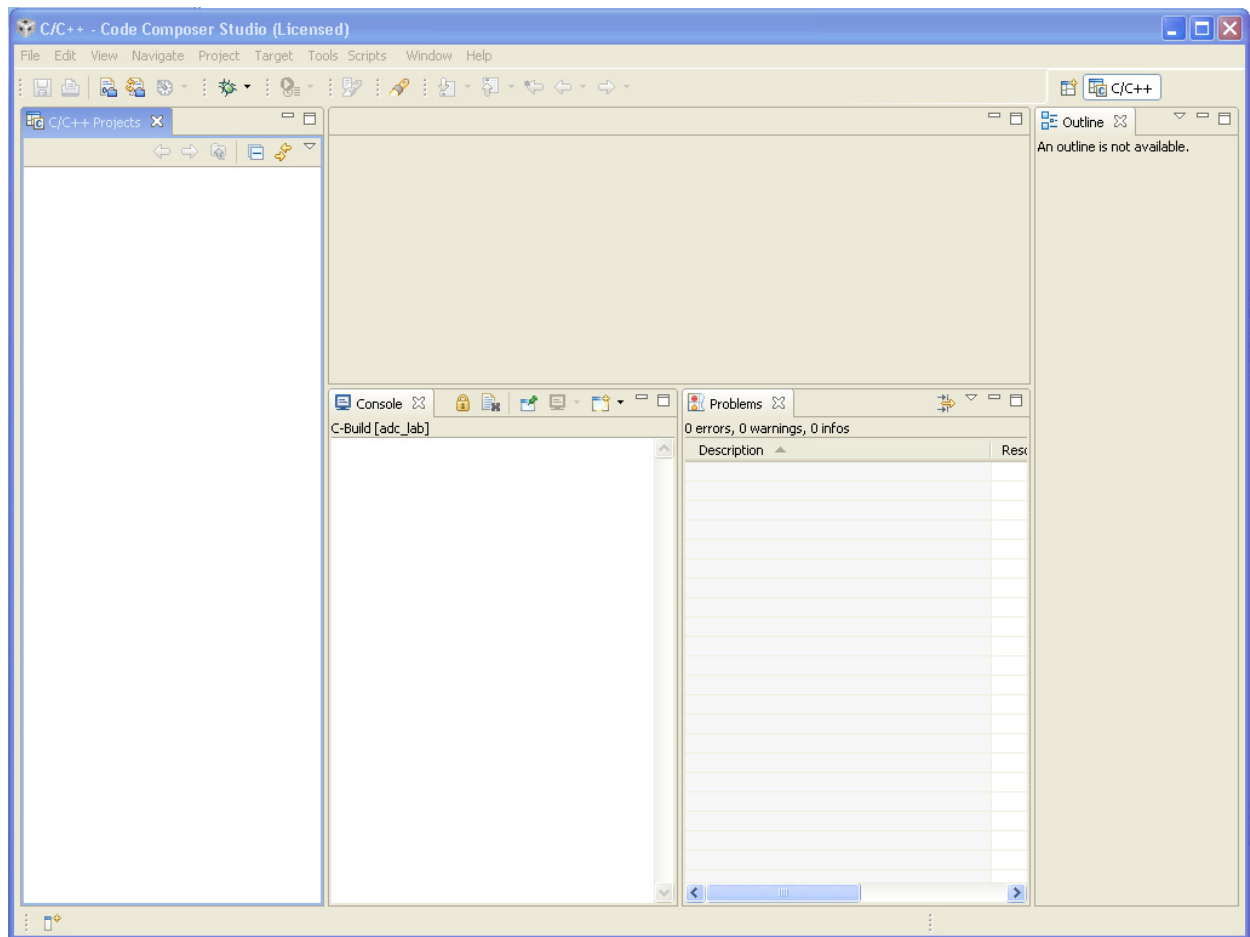 C/C++ - Code Composer Studio (Licensed)
File Edit View Navigate Project Target Tools Scripts Window Help
C/C++
C/C++ Projects
Outline
An outline is not available.
Console
Problems
C-Build [adc_lab]
0 errors, 0 warnings, 0 infos
Description
Reso